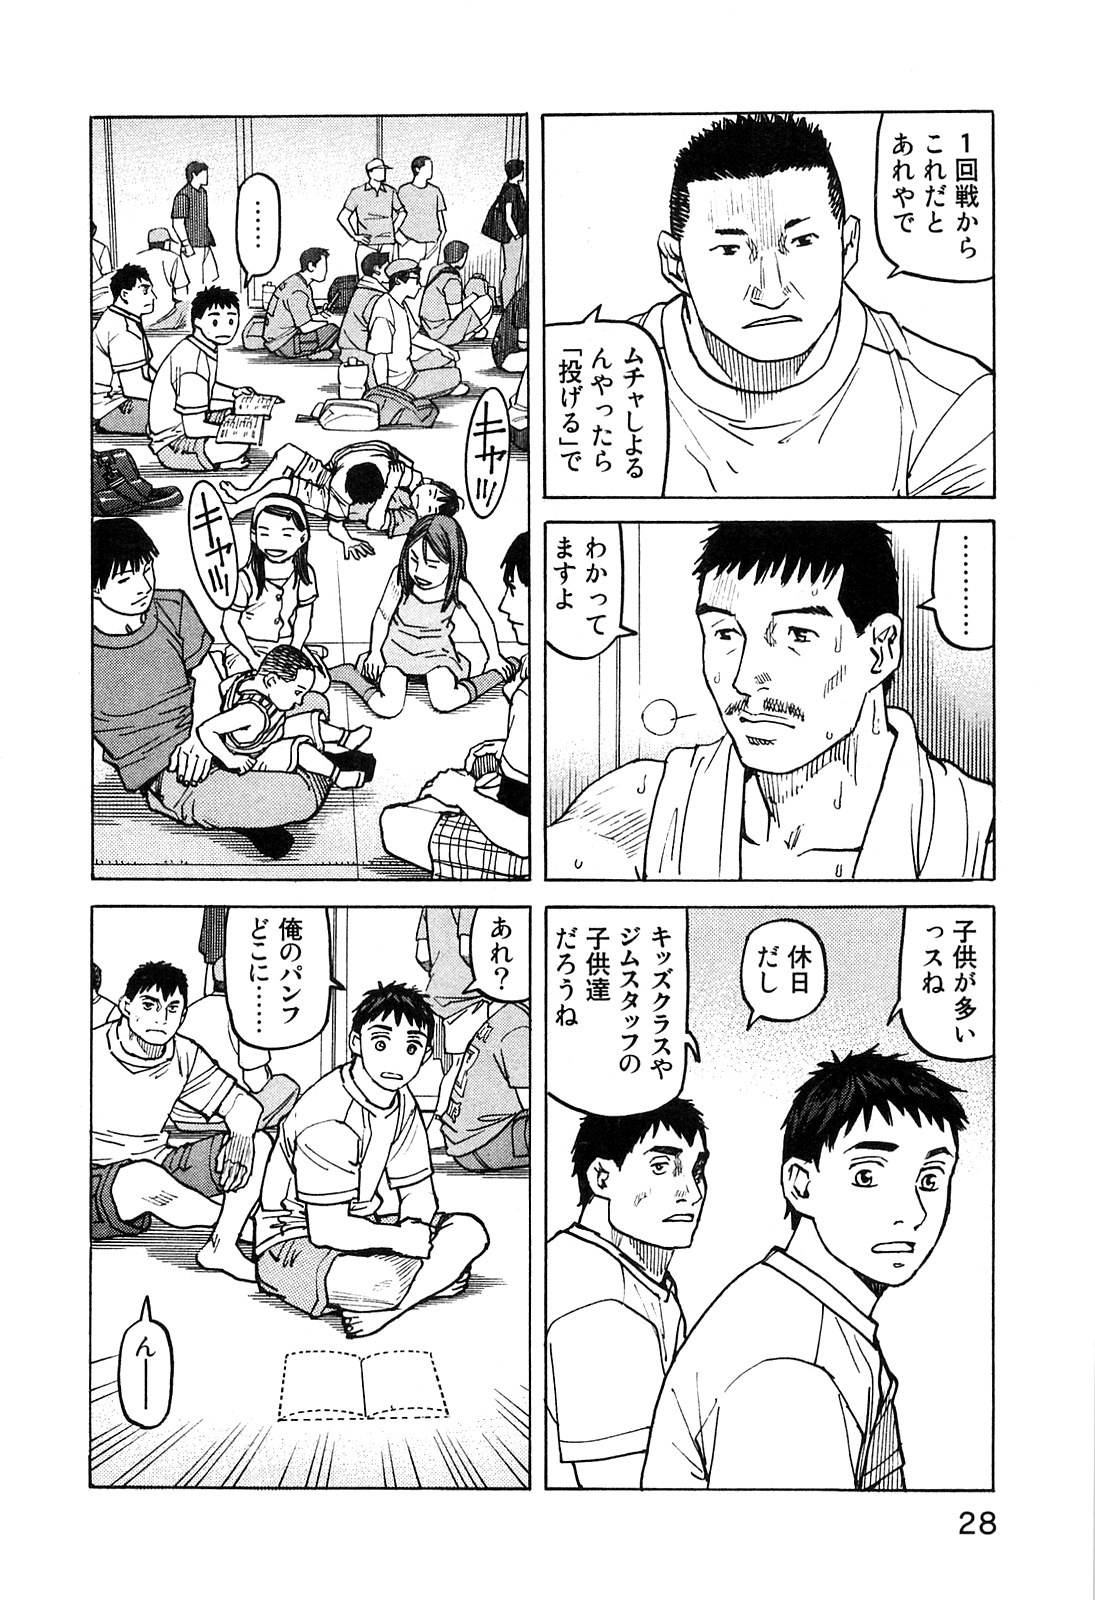 １回戦から
これだと
あれやで
ムチャしよる
んやったら
「投げる」で
………
わかって
ますよ
……
キャッ
キャッ
子供が多い
っスね
休日
だし
キッズクラスや
ジムスタッフの
子供達
だろうね
あれ？
俺のパンフ
どこに……
んー
28